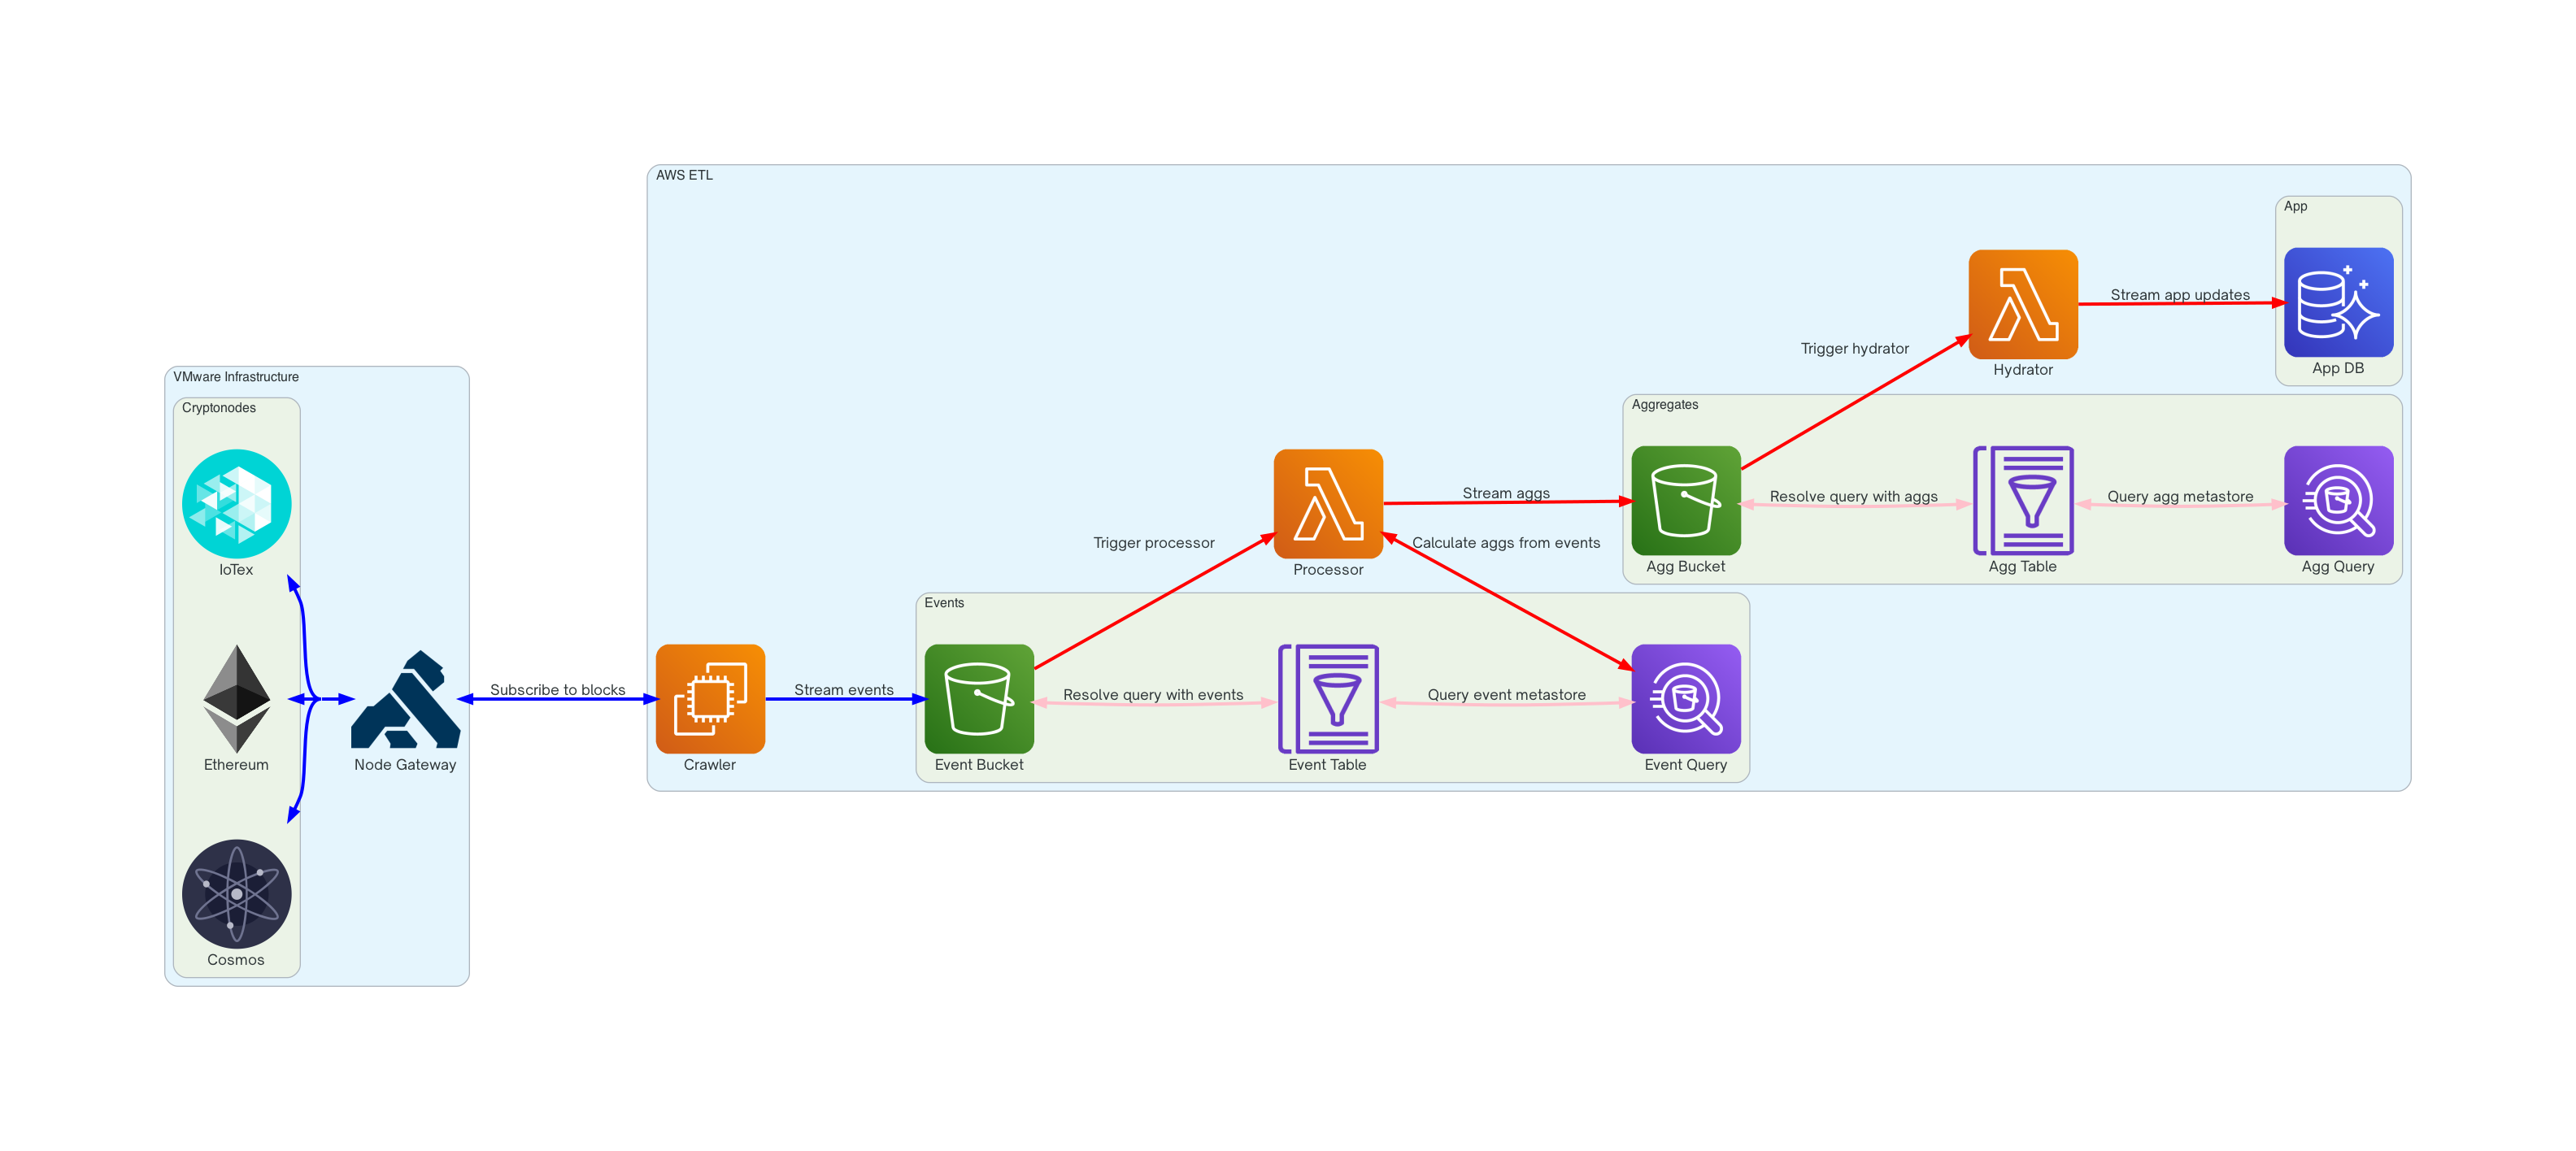 AWS ETL
App
Stream app updates
Trigger hydrator
Hydrator
App DB
VMware Infrastructure
Cryptonodes
Aggregates
Stream aggs
Resolve query with aggs
Query agg metastore
Trigger processor
Calculate aggs from events
IoTex
Processor
Agg Bucket
Agg Table
Agg Query
Events
Subscribe to blocks
Stream events
Resolve query with events
Query event metastore
Ethereum
Node Gateway
Crawler
Event Bucket
Event Table
Event Query
Cosmos